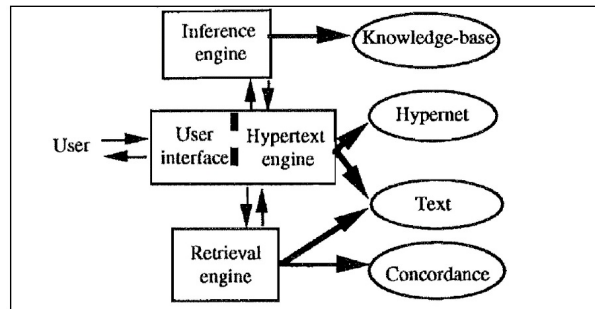 Inference
engine
Knowledge-base
User
User
interface
Hypertext
engine
Hypernet
Text
Retrieval
engine
Concordance